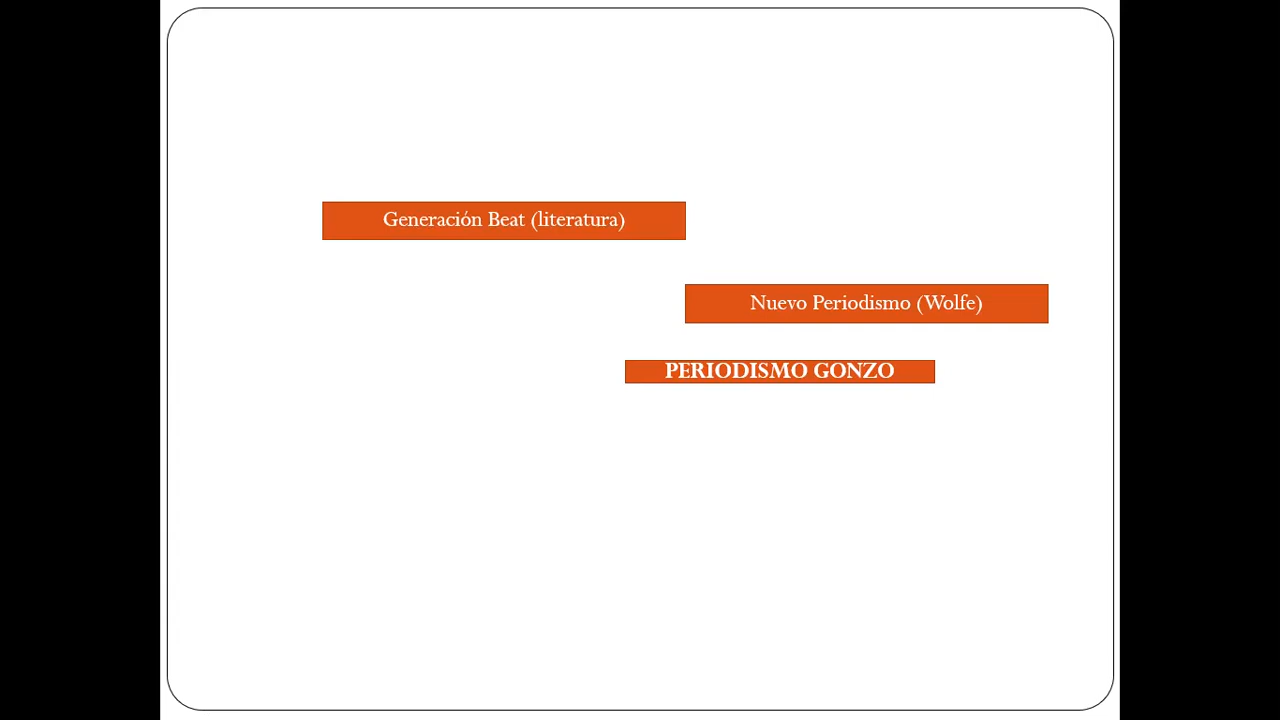 Generación Beat (literatura)
Nuevo Periodismo (Wolfe)
PERIODISMO GONZO